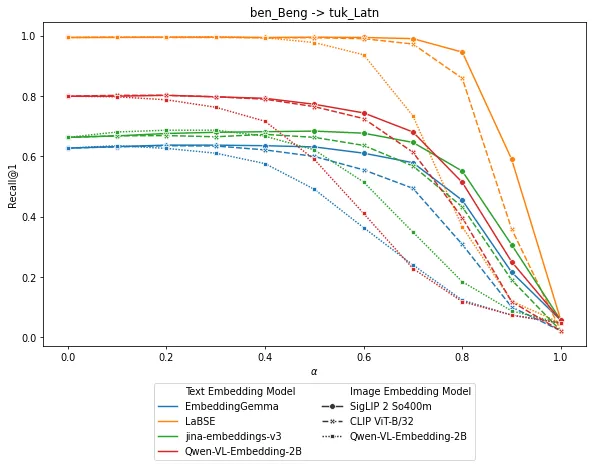 ben_Beng -> tuk_Latn
1.0
0.8
0.6
0.4
0.2
0.0
Recall@1
0.0 0.2 0.4 0.6 0.8 1.0
α
Text Embedding Model Image Embedding Model
EmbeddingGemma SigLIP 2 So400m
LaBSE CLIP ViT-B/32
jina-embeddings-v3 Qwen-VL-Embedding-2B
Qwen-VL-Embedding-2B